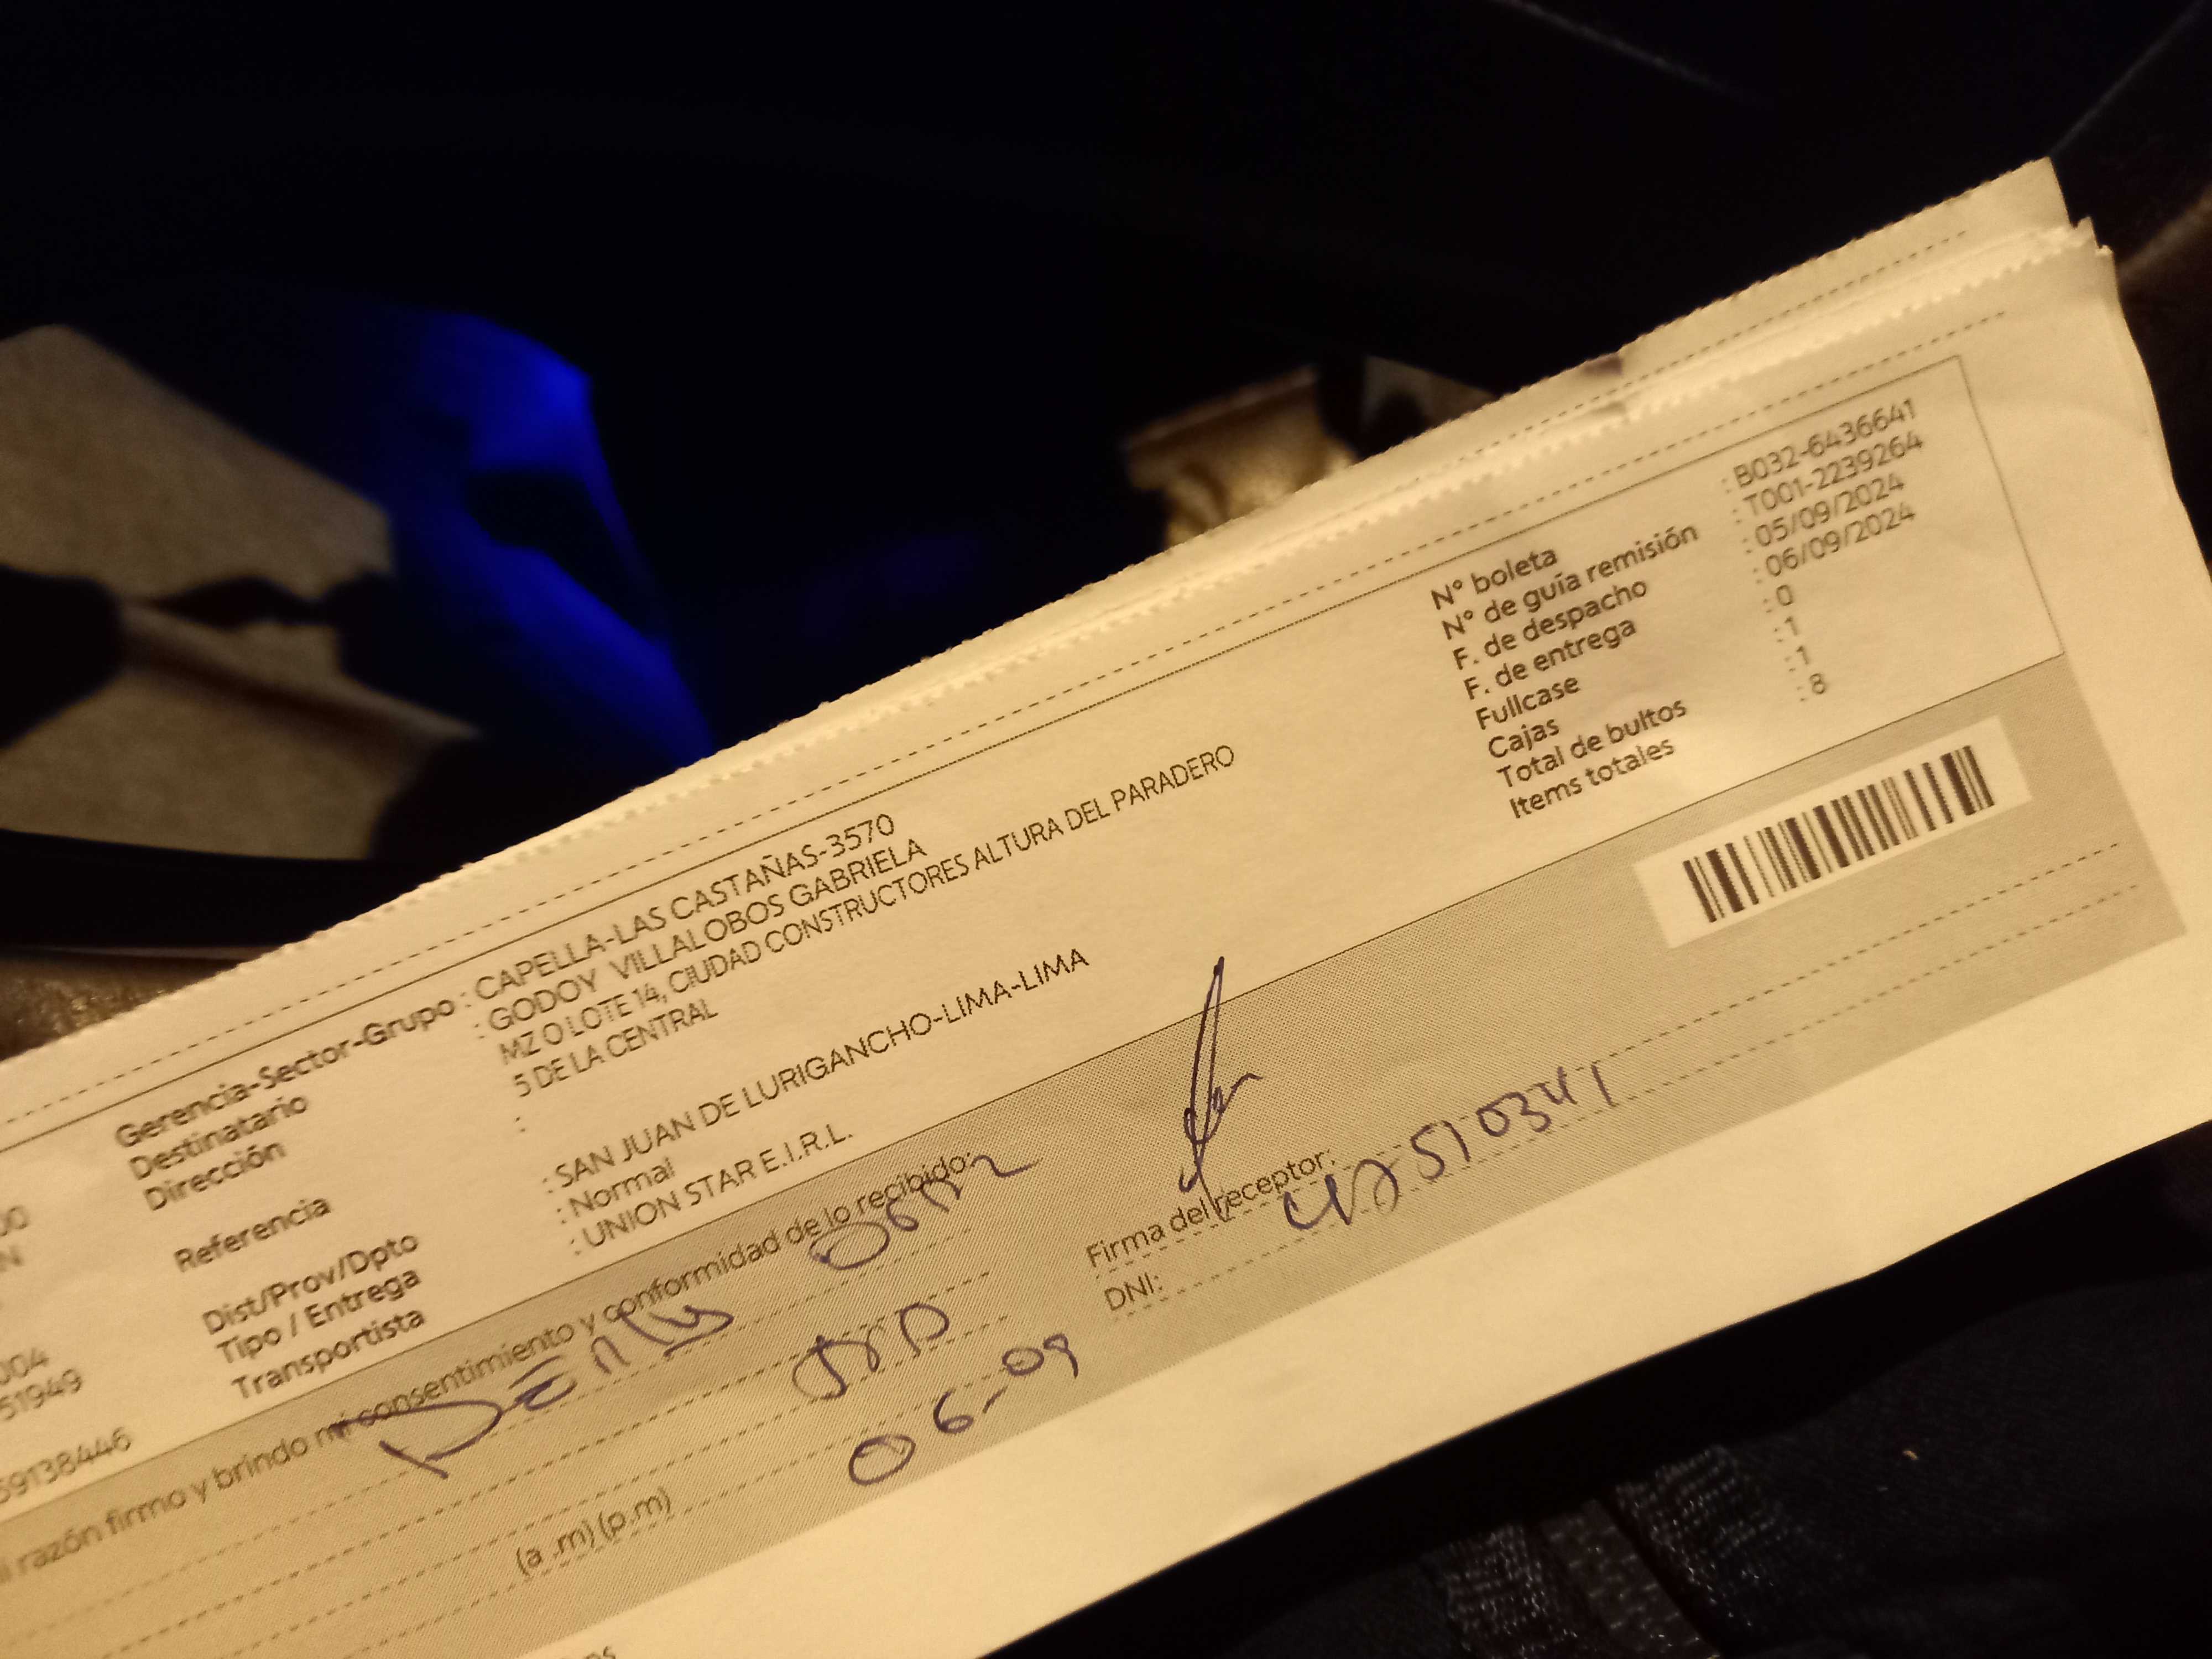 Gerencia-Sector-Grupo : CAPELLA-LAS CASTAÑAS-3570
Destinatario : GODOY VILLALOBOS GABRIELA
Dirección MZ O LOTE 14, CIUDAD CONSTRUCTORES ALTURA DEL PARADERO
5 DE LA CENTRAL
Referencia :
Dist/Prov/Dpto : SAN JUAN DE LURIGANCHO-LIMA-LIMA
Tipo / Entrega : Normal
Transportista : UNION STAR E.I.R.L.
N° boleta : B032-6436641
N° de guía remisión : T001-2239264
F. de despacho : 05/09/2024
F. de entrega : 06/09/2024
Fullcase : 0
Cajas : 1
Total de bultos : 1
Items totales : 8
004
51949
59138446
razón firmo y brindo mi consentimiento y conformidad de lo recibido:
(a .m) (p.m)
06-09
Firma del receptor:
DNI: